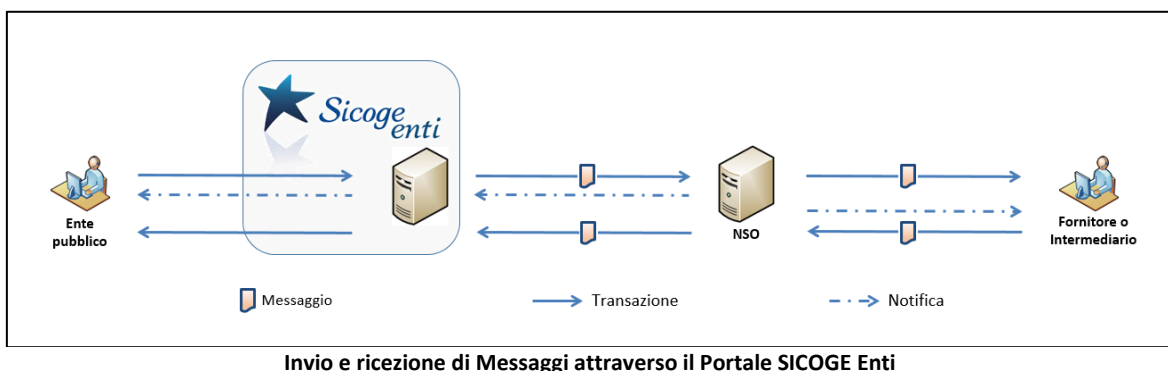 Sicoge
enti
Ente
pubblico
NSO
Fornitore o
Intermediario
Messaggio
Transazione
Notifica
Invio e ricezione di Messaggi attraverso il Portale SICOGE Enti